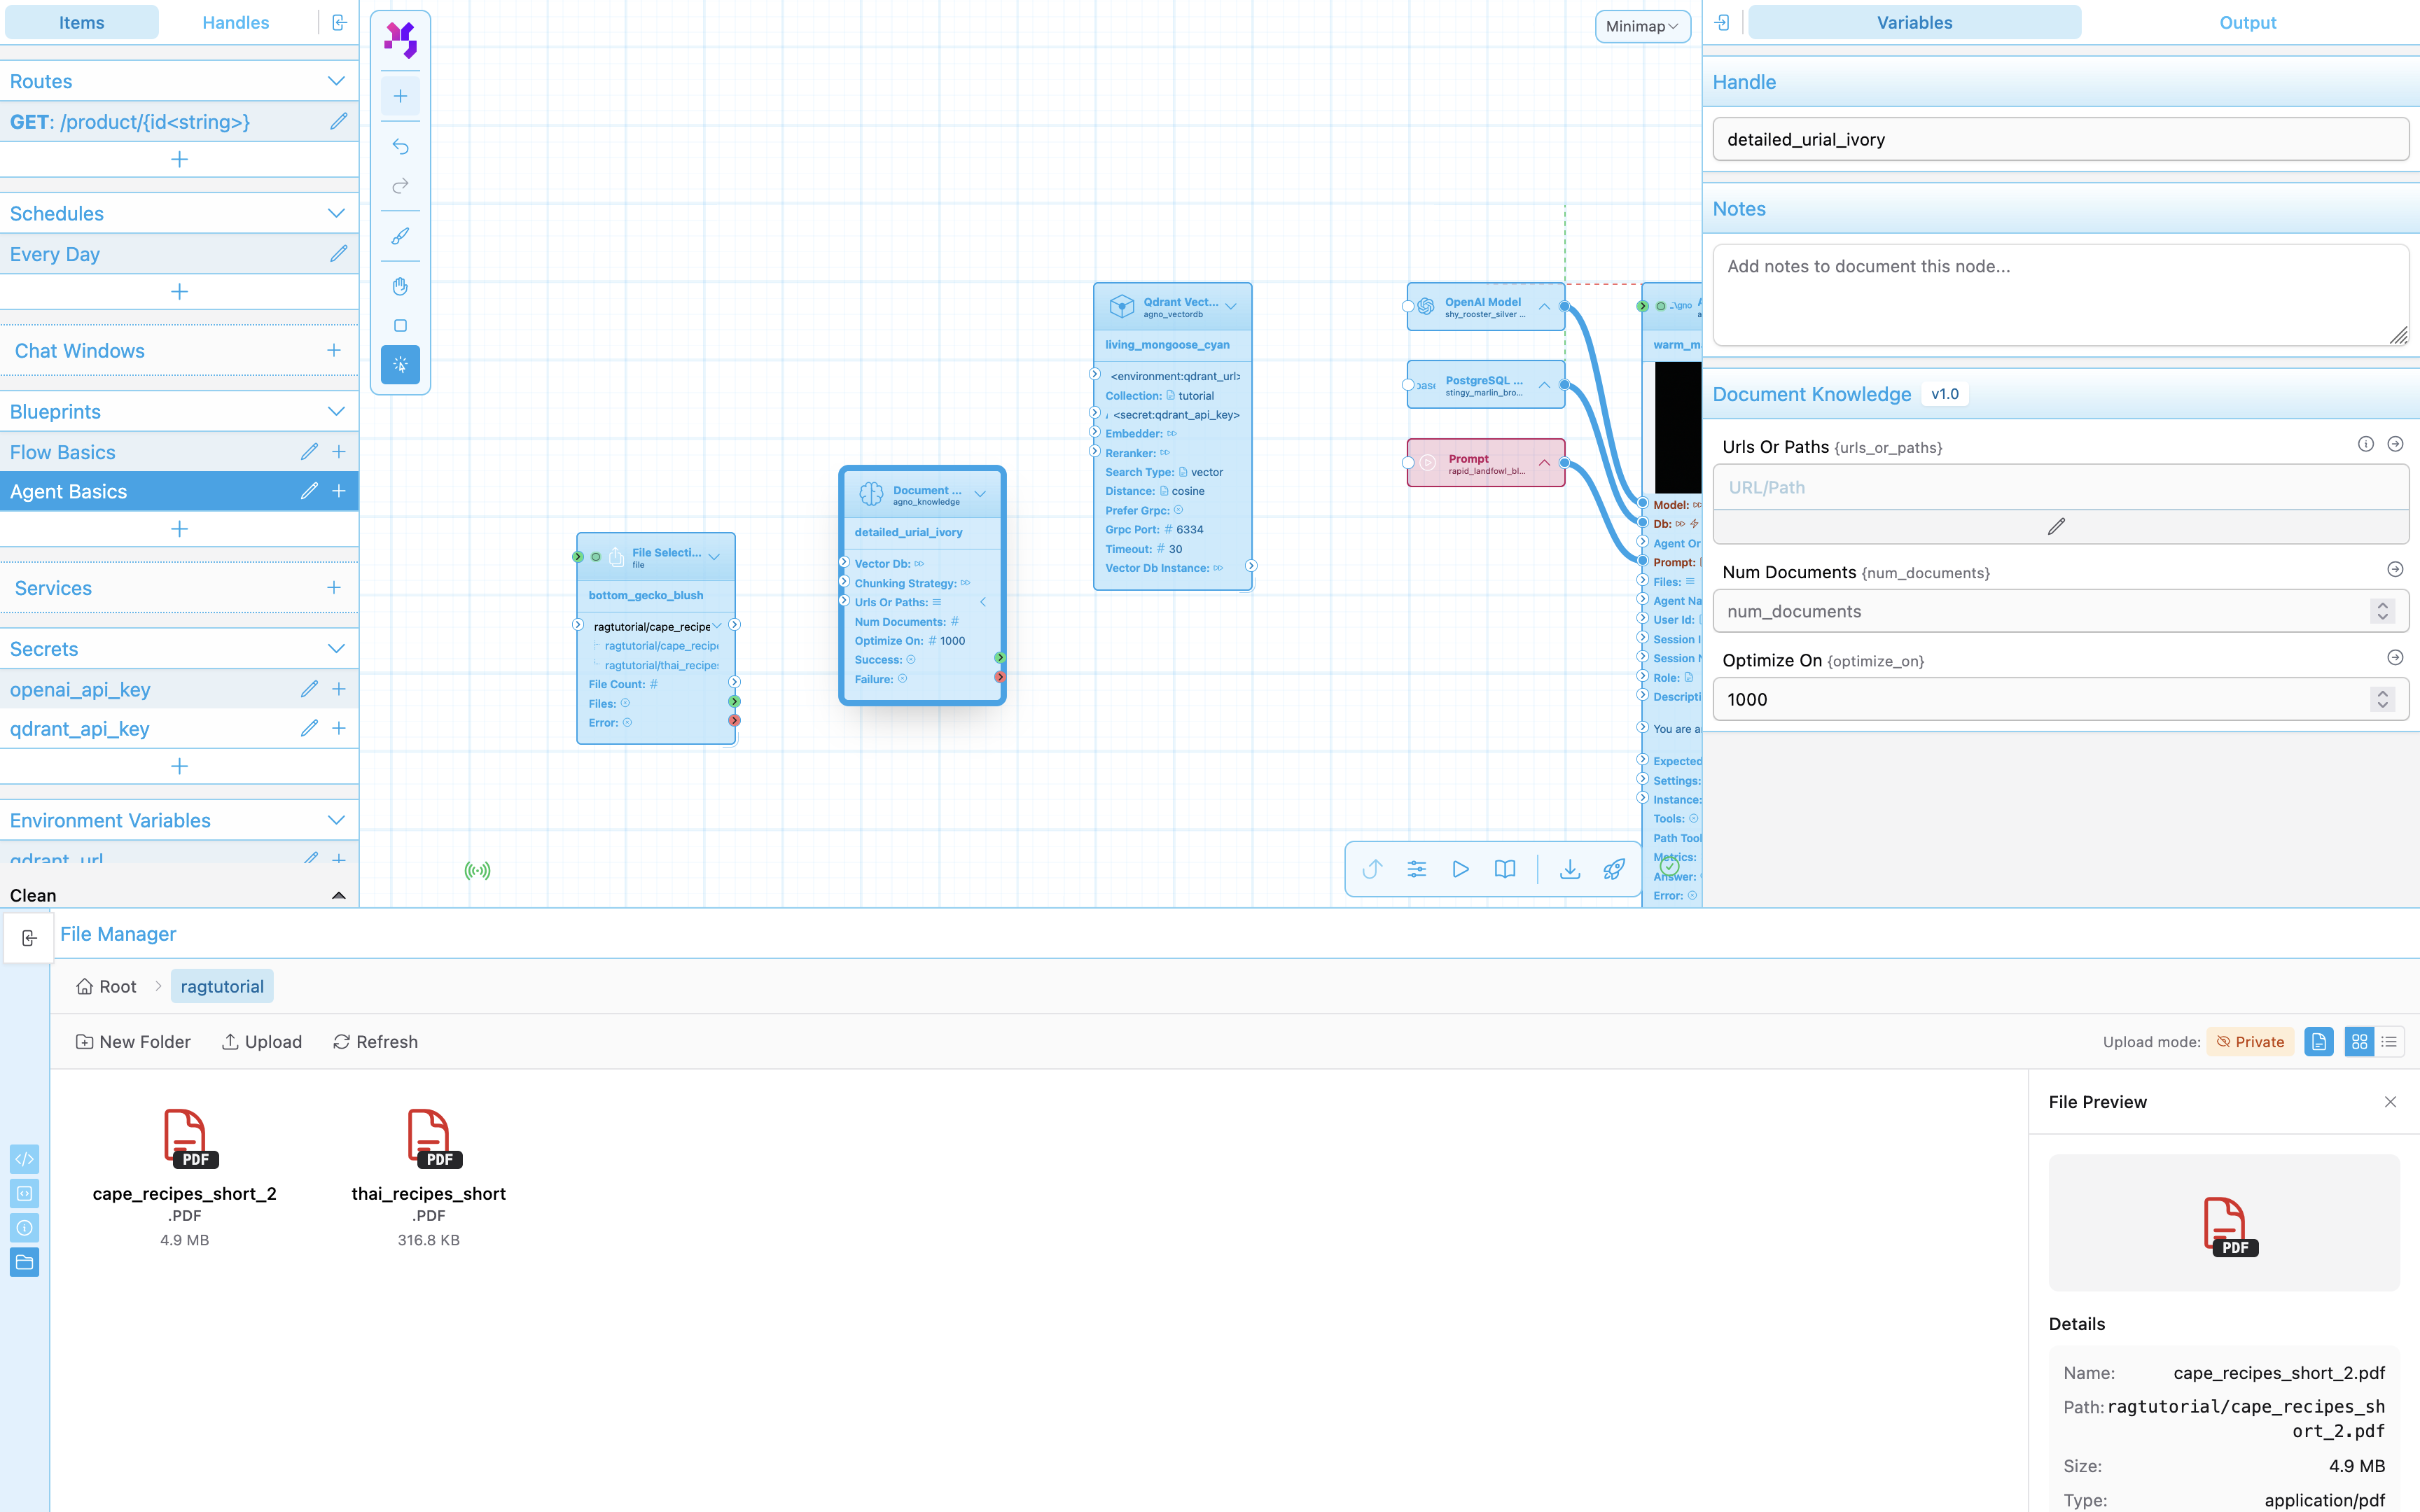 Items
Handles
Routes
GET: /product/{id<string>}
Schedules
Every Day
Chat Windows
Blueprints
Flow Basics
Agent Basics
Services
Secrets
openai_api_key
qdrant_api_key
Environment Variables
qdrant_url
Clean
Minimap
File Selecti...
file
bottom_gecko_blush
ragtutorial/cape_recipe
ragtutorial/cape_recip
ragtutorial/thai_recipes
File Count: #
Files:
Error:
Document ...
agno_knowledge
detailed_urial_ivory
Vector Db:
Chunking Strategy:
Urls Or Paths:
Num Documents: #
Optimize On: # 1000
Success:
Failure:
Qdrant Vect...
agno_vectordb
living_mongoose_cyan
<environment:qdrant_url>
Collection: tutorial
<secret:qdrant_api_key>
Embedder:
Reranker:
Search Type: vector
Distance: cosine
Prefer Grpc:
Grpc Port: # 6334
Timeout: # 30
Vector Db Instance:
OpenAI Model
shy_rooster_silver ...
PostgreSQL ...
stingy_marlin_bro...
Prompt
rapid_landfowl_bl...
warm_m
Model:
Db:
Agent Or
Prompt:
Files:
Agent Na
User Id:
Session I
Session N
Role:
Descripti
You are a
Expected
Settings:
Instance:
Tools:
Path Tool
Metrics:
Answer:
Error:
Variables
Output
Handle
detailed_urial_ivory
Notes
Add notes to document this node...
Document Knowledge v1.0
Urls Or Paths {urls_or_paths}
URL/Path
Num Documents {num_documents}
num_documents
Optimize On {optimize_on}
1000
File Manager
Root
ragtutorial
New Folder
Upload
Refresh
Upload mode: Private
PDF
cape_recipes_short_2
.PDF
4.9 MB
PDF
thai_recipes_short
.PDF
316.8 KB
File Preview
PDF
Details
Name: cape_recipes_short_2.pdf
Path: ragtutorial/cape_recipes_sh
ort_2.pdf
Size: 4.9 MB
Type: application/pdf